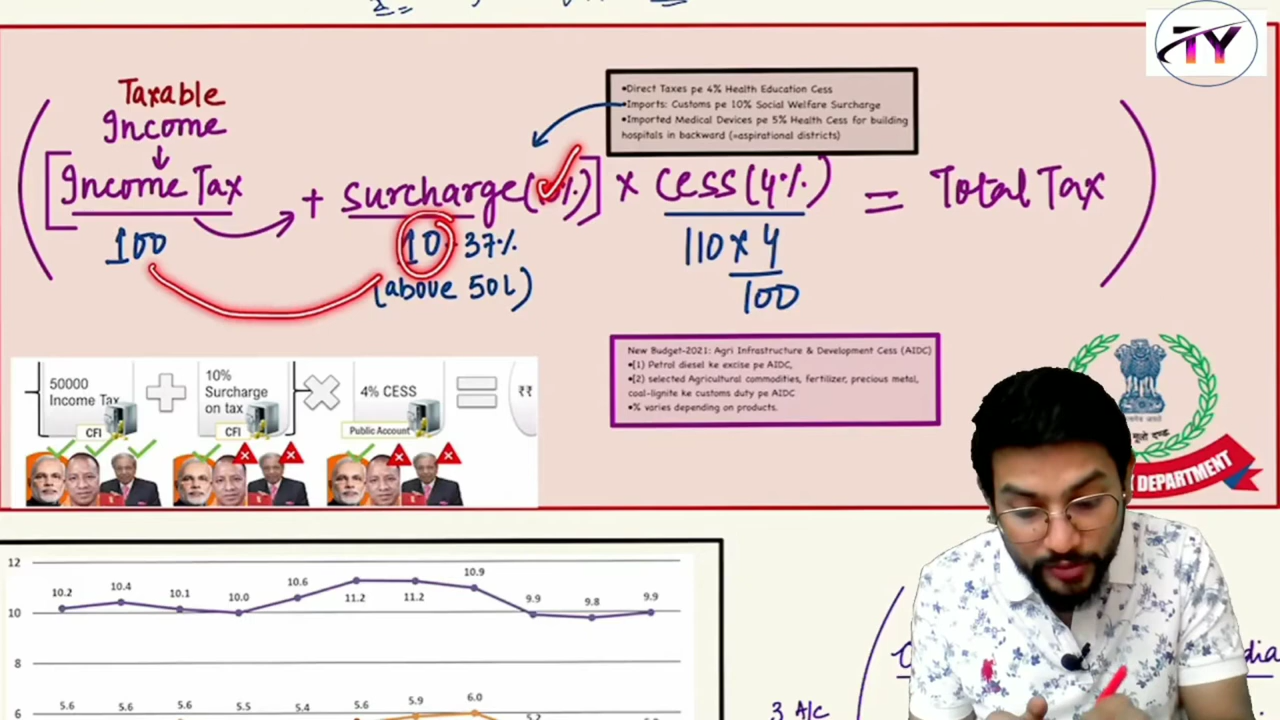 TY
Taxable
Income
[Income Tax + Surcharge( %)] × Cess(4%) = Total Tax
100
10 37%
(above 50L)
110 × 4
100
•Direct Taxes pe 4% Health Education Cess
•Imports: Customs pe 10% Social Welfare Surcharge
•Imported Medical Devices pe 5% Health Cess for building
hospitals in backward (=aspirational districts)
New Budget-2021: Agri Infrastructure & Development Cess (AIDC)
•(1) Petrol diesel ke excise pe AIDC,
•(2) selected Agricultural commodities, fertilizer, precious metal,
coal-lignite ke customs duty pe AIDC
•% varies depending on products.
50000
Income Tax
CFI
10%
Surcharge
on tax
CFI
4% CESS
Public Account
₹₹
DEPARTMENT
12
10.2 10.4 10.1 10.0 10.6 11.2 11.2 10.9 9.9 9.8 9.9
10
8
5.6 5.6 5.6 5.5 5.4 5.6 5.9 6.0
6
3 A/c
dia